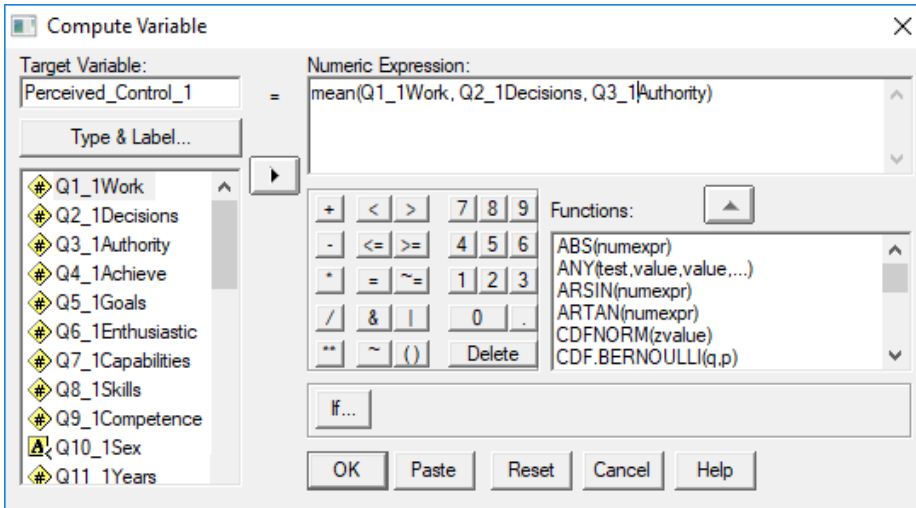 Compute Variable
Target Variable:
Perceived_Control_1
=
Numeric Expression:
mean(Q1_1Work, Q2_1Decisions, Q3_1Authority)
Type & Label...
Q1_1Work
Q2_1Decisions
Q3_1Authority
Q4_1Achieve
Q5_1Goals
Q6_1Enthusiastic
Q7_1Capabilities
Q8_1Skills
Q9_1Competence
Q10_1Sex
Q11_1Years
+ < > 7 8 9
- <= >= 4 5 6
* = ~= 1 2 3
/ & | 0 .
** ~ () Delete
Functions:
ABS(numexpr)
ANY(test,value,value,...)
ARSIN(numexpr)
ARTAN(numexpr)
CDFNORM(zvalue)
CDF.BERNOULLI(q,p)
If...
OK Paste Reset Cancel Help